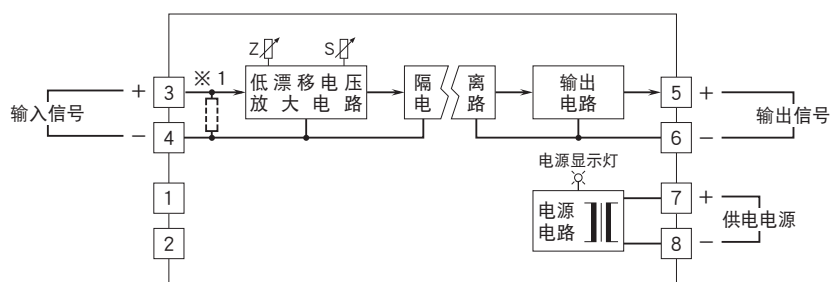 Z
S
※1
低漂移电压
放大电路
隔
电
离
路
输出
电路
+
3
输入信号
−
4
5
+
输出信号
6
−
电源显示灯
1
2
电源
电路
7
+
供电电源
8
−